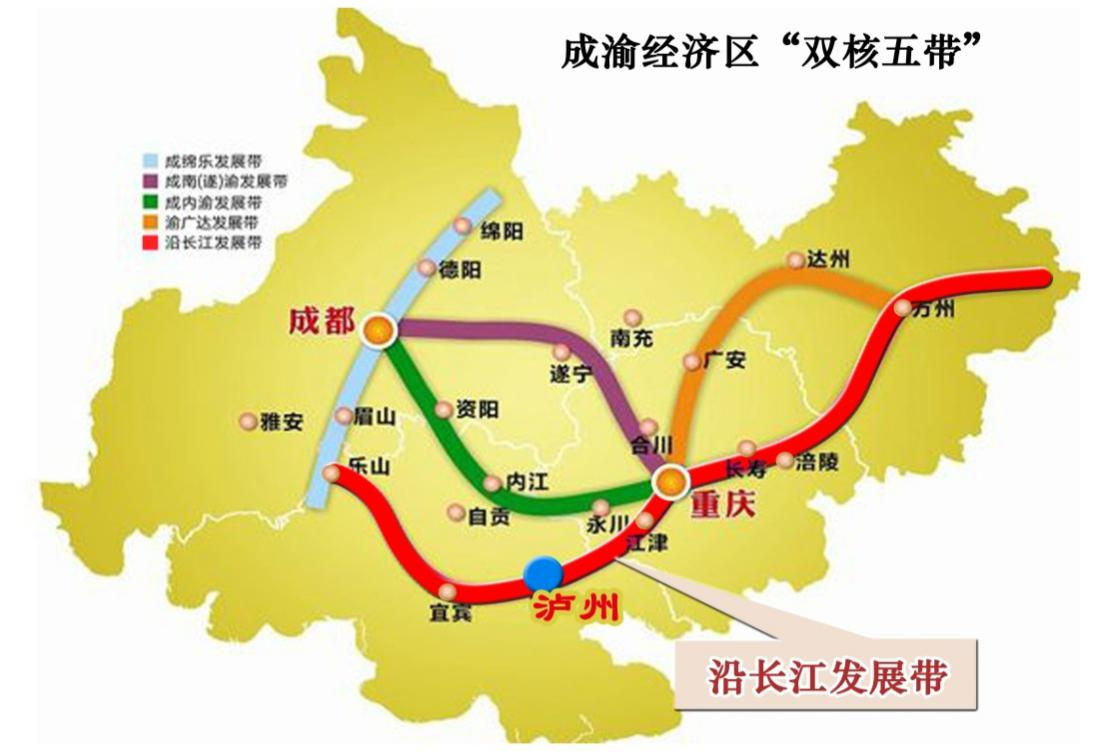 成渝经济区“双核五带”
成绵乐发展带
成南(遂)渝发展带
成内渝发展带
渝广达发展带
沿长江发展带
绵阳
德阳
达州
成都
万州
南充
广安
遂宁
资阳
眉山
雅安
合川
乐山
长寿
涪陵
内江
重庆
自贡
永川
江津
泸州
宜宾
沿长江发展带